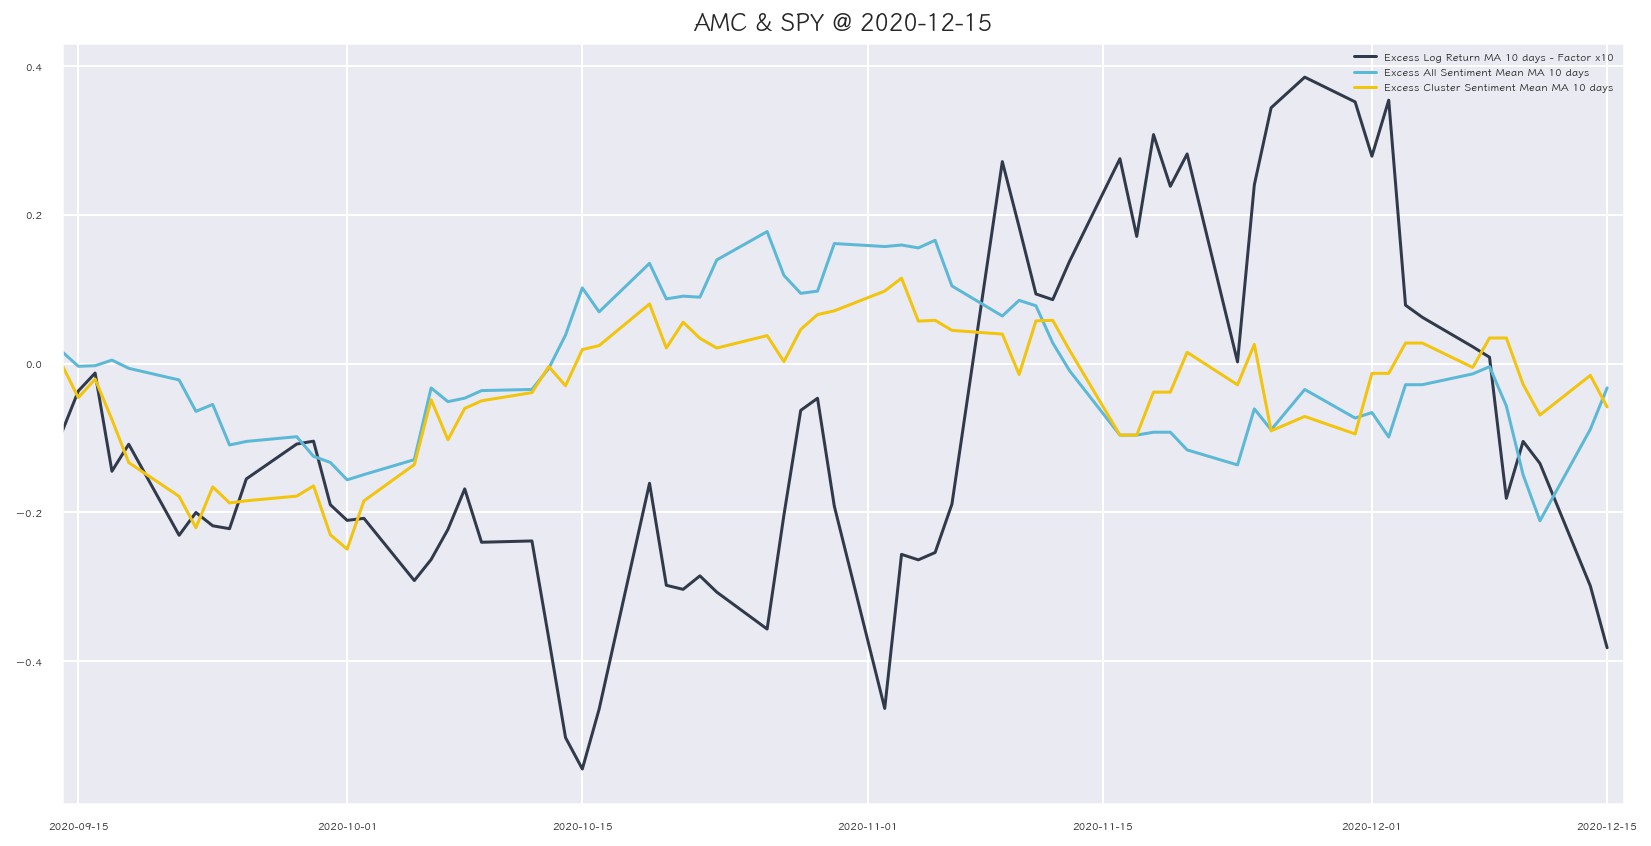 AMC & SPY @ 2020-12-15
Excess Log Return MA 10 days - Factor x10
Excess All Sentiment Mean MA 10 days
Excess Cluster Sentiment Mean MA 10 days
0.4
0.2
0.0
−0.2
−0.4
2020-09-15 2020-10-01 2020-10-15 2020-11-01 2020-11-15 2020-12-01 2020-12-15